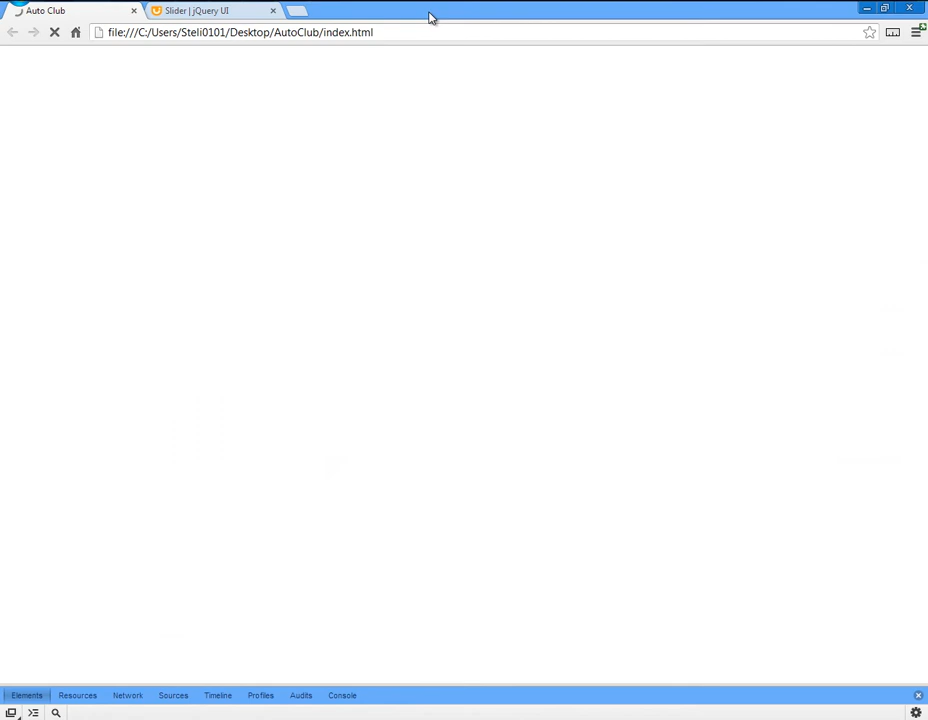 Auto Club
Slider | jQuery UI
file:///C:/Users/Steli0101/Desktop/AutoClub/index.html
Elements Resources Network Sources Timeline Profiles Audits Console